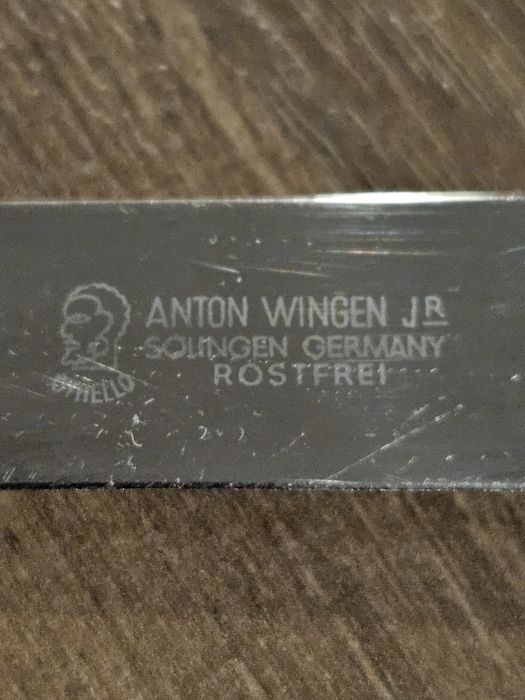 ANTON WINGEN JR
SOLINGEN GERMANY
ROSTFREI
OTHELLO